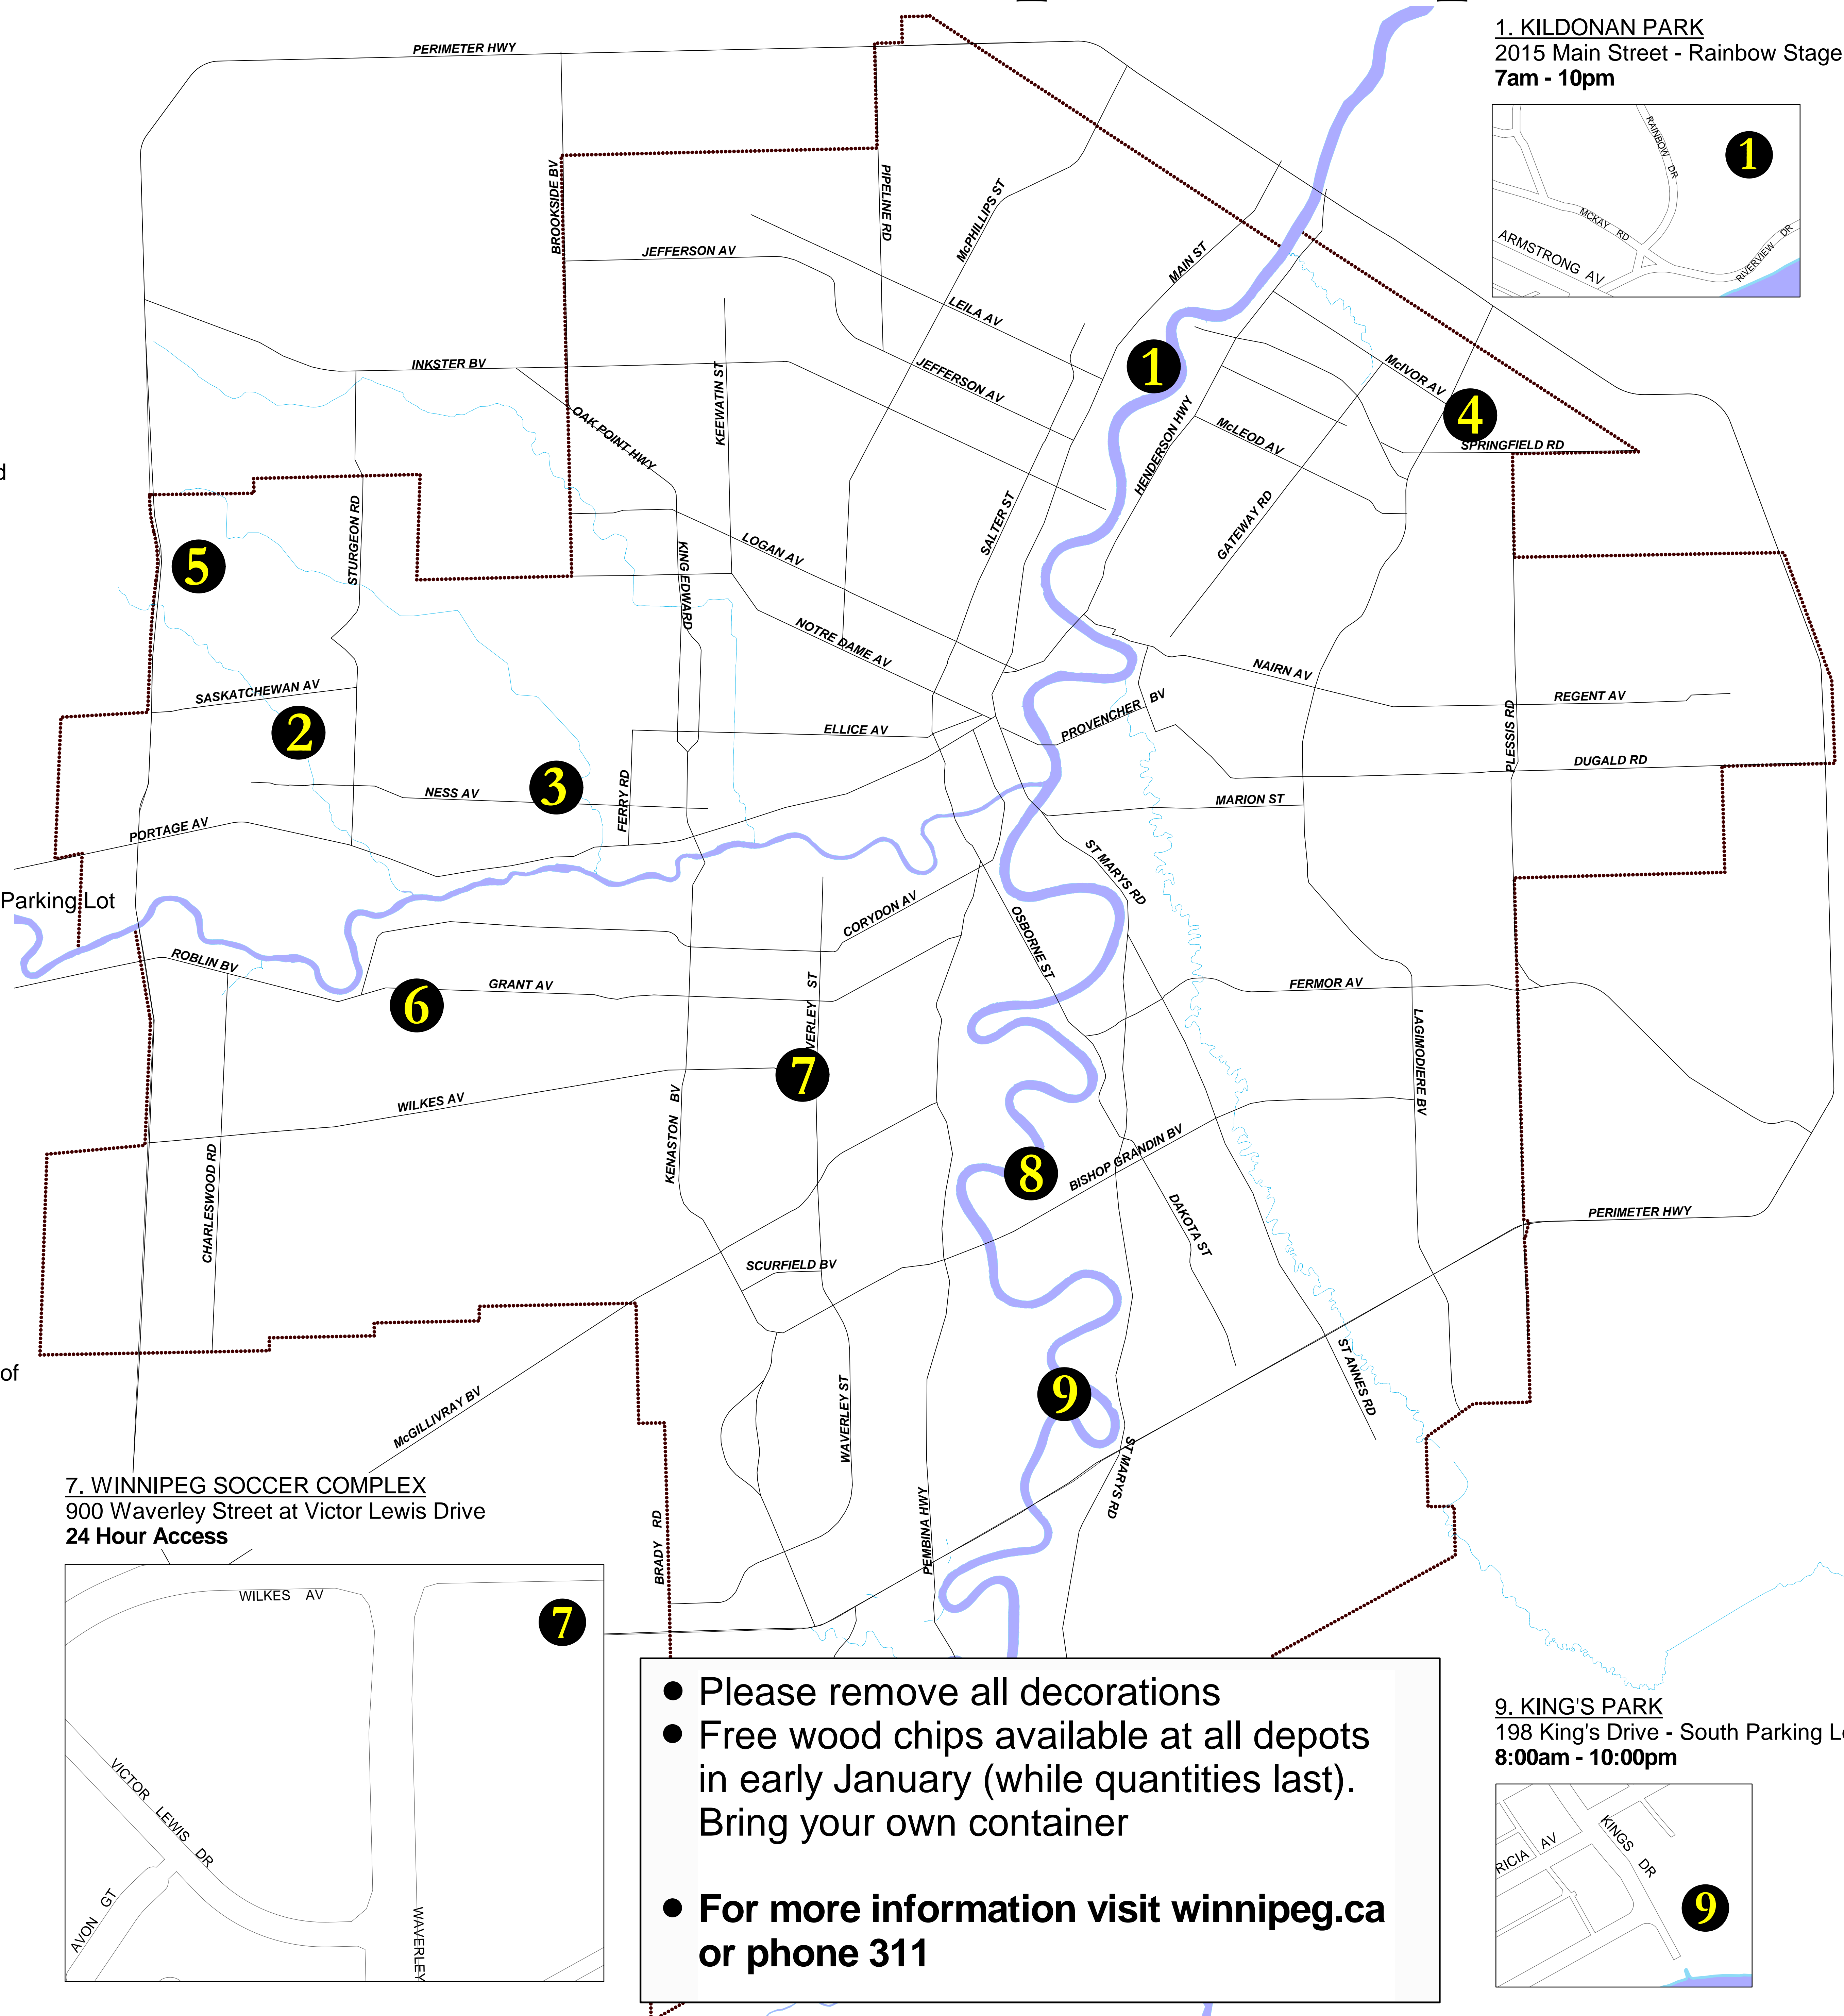 1. KILDONAN PARK
2015 Main Street - Rainbow Stage
7am - 10pm
RAINBOW DR
1
MCKAY RD
ARMSTRONG AV
RIVERVIEW DR
PERIMETER HWY
BROOKSIDE BV
PIPELINE RD
McPHILLIPS ST
JEFFERSON AV
MAIN ST
LEILA AV
INKSTER BV
KEEWATIN ST
JEFFERSON AV
1
McIVOR AV
4
OAK POINT HWY
HENDERSON HWY
McLEOD AV
SPRINGFIELD RD
d
STURGEON RD
SALTER ST
GATEWAY RD
5
LOGAN AV
KING EDWARD
NOTRE DAME AV
NAIRN AV
SASKATCHEWAN AV
REGENT AV
2
ELLICE AV
PROVENCHER BV
PLESSIS RD
DUGALD RD
3
NESS AV
FERRY RD
MARION ST
PORTAGE AV
ST MARYS RD
Parking Lot
CORYDON AV
OSBORNE ST
ROBLIN BV
6
GRANT AV
VERLEY ST
FERMOR AV
LAGIMODIERE BV
7
WILKES AV
KENASTON BV
8
BISHOP GRANDIN BV
CHARLESWOOD RD
DAKOTA ST
PERIMETER HWY
SCURFIELD BV
of
9
ST ANNES RD
McGILLIVRAY BV
WAVERLEY ST
ST MARYS RD
PEMBINA HWY
BRADY RD
7. WINNIPEG SOCCER COMPLEX
900 Waverley Street at Victor Lewis Drive
24 Hour Access
WILKES AV
7
VICTOR LEWIS DR
AVON GT
WAVERLEY
● Please remove all decorations
● Free wood chips available at all depots
in early January (while quantities last).
Bring your own container
● For more information visit winnipeg.ca
or phone 311
9. KING'S PARK
198 King's Drive - South Parking L
8:00am - 10:00pm
RICIA AV
KINGS DR
9